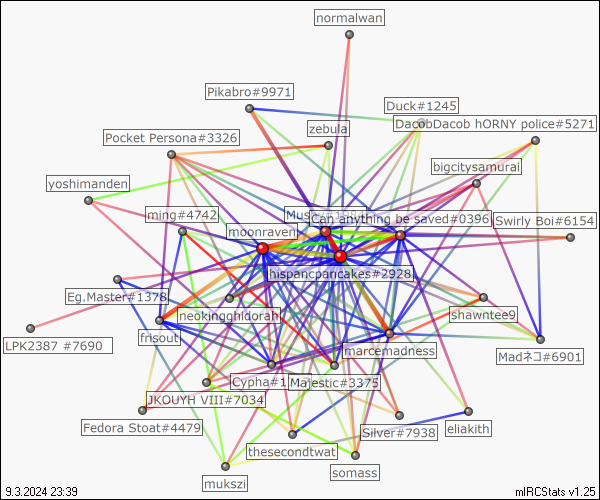 normalwan
Pikabro#9971
Duck#1245
DacobDacob hORNY police#5271
zebula
Pocket Persona#3326
bigcitysamurai
yoshimanden
ming#4742
Can anything be saved#0396
(Swirly Boi#6154
moonraven
hispancpancakes#2928
Eg.Master#1378
neokingghidorah
snawntee9
frisout
LPK2387 #7690
marcemadness
Madネコ#6901
Cypha#1
Majestic#3375
JKOUYH VIII#7034
Fedora Stoat#4479
Silver#7938
eliakith
thesecondtwat
somass
mukszi
9.3.2024 23:39
mIRCStats v1.25